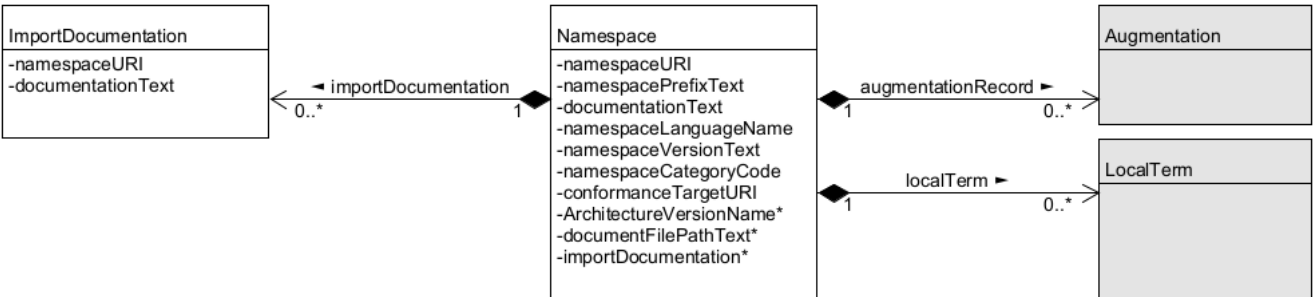 ImportDocumentation
-namespaceURI
-documentationText
◄ importDocumentation
0..*
1
Namespace
-namespaceURI
-namespacePrefixText
-documentationText
-namespaceLanguageName
-namespaceVersionText
-namespaceCategoryCode
-conformanceTargetURI
-ArchitectureVersionName*
-documentFilePathText*
-importDocumentation*
augmentationRecord ►
1
0..*
Augmentation
localTerm ►
1
0..*
LocalTerm